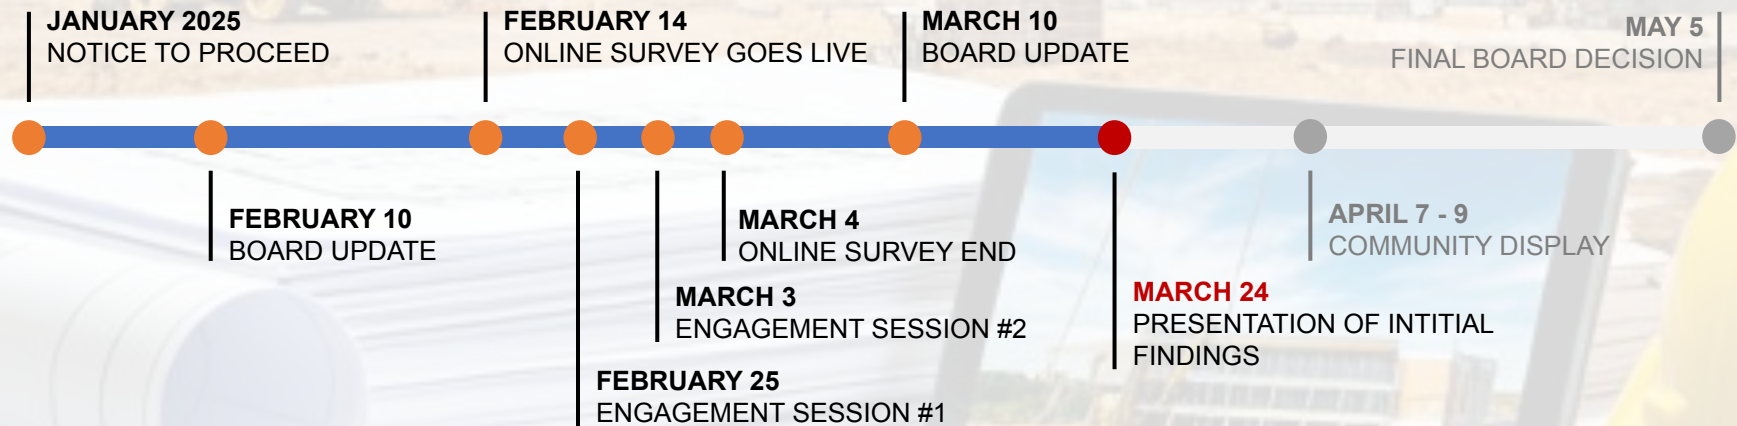 JANUARY 2025
NOTICE TO PROCEED
FEBRUARY 14
ONLINE SURVEY GOES LIVE
MARCH 10
BOARD UPDATE
MAY 5
FINAL BOARD DECISION
FEBRUARY 10
BOARD UPDATE
MARCH 4
ONLINE SURVEY END
APRIL 7 - 9
COMMUNITY DISPLAY
MARCH 3
ENGAGEMENT SESSION #2
MARCH 24
PRESENTATION OF INTITIAL
FINDINGS
FEBRUARY 25
ENGAGEMENT SESSION #1